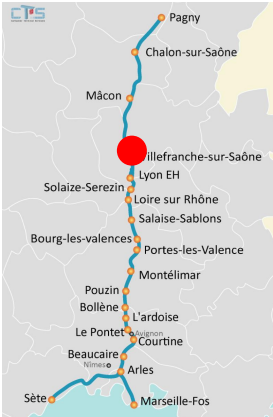 CTS
Pagny
Chalon-sur-Saône
Mâcon
illefranche-sur-Saône
Lyon EH
Solaize-Serezin
Loire sur Rhône
Salaise-Sablons
Bourg-les-valences
Portes-les-Valence
Montélimar
Pouzin
Bollène
L'ardoise
Le Pontet
Avignon
Courtine
Beaucaire
Nîmes
Arles
Sète
Marseille-Fos